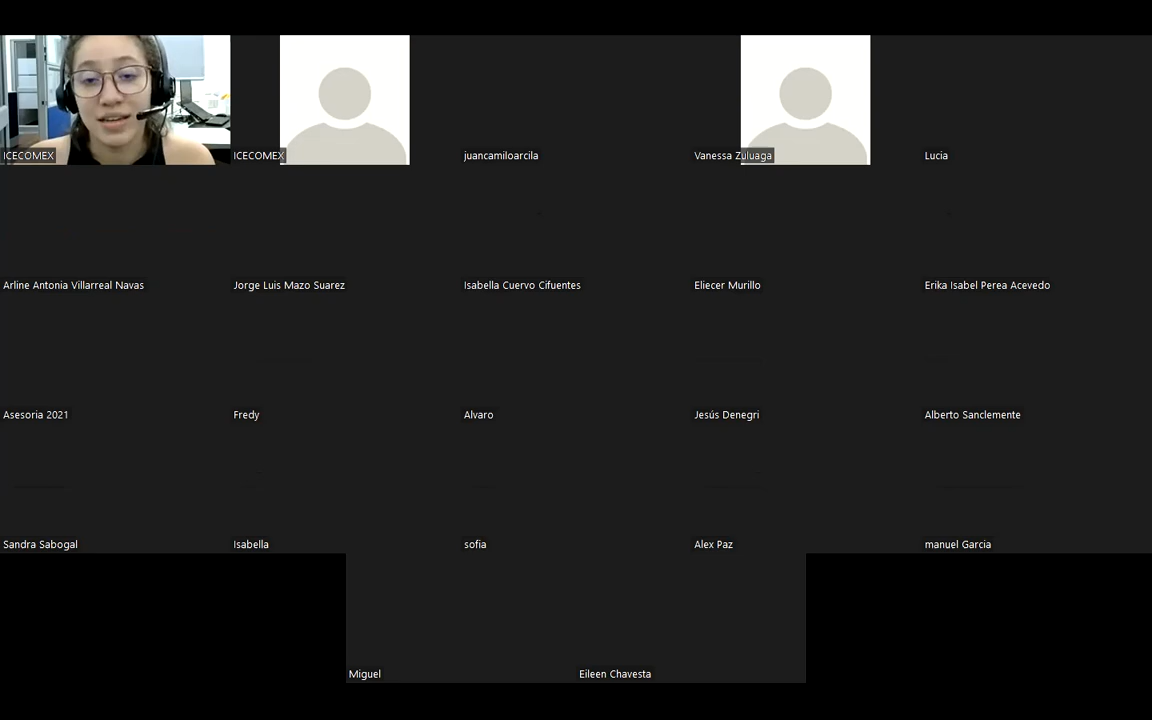 ICECOMEX
ICECOMEX
juancamiloarcila
Vanessa Zuluaga
Lucia
Arline Antonia Villarreal Navas
Jorge Luis Mazo Suarez
Isabella Cuervo Cifuentes
Eliecer Murillo
Erika Isabel Perea Acevedo
Asesoria 2021
Fredy
Alvaro
Jesús Denegri
Alberto Sanclemente
Sandra Sabogal
Isabella
sofia
Alex Paz
manuel Garcia
Miguel
Eileen Chavesta